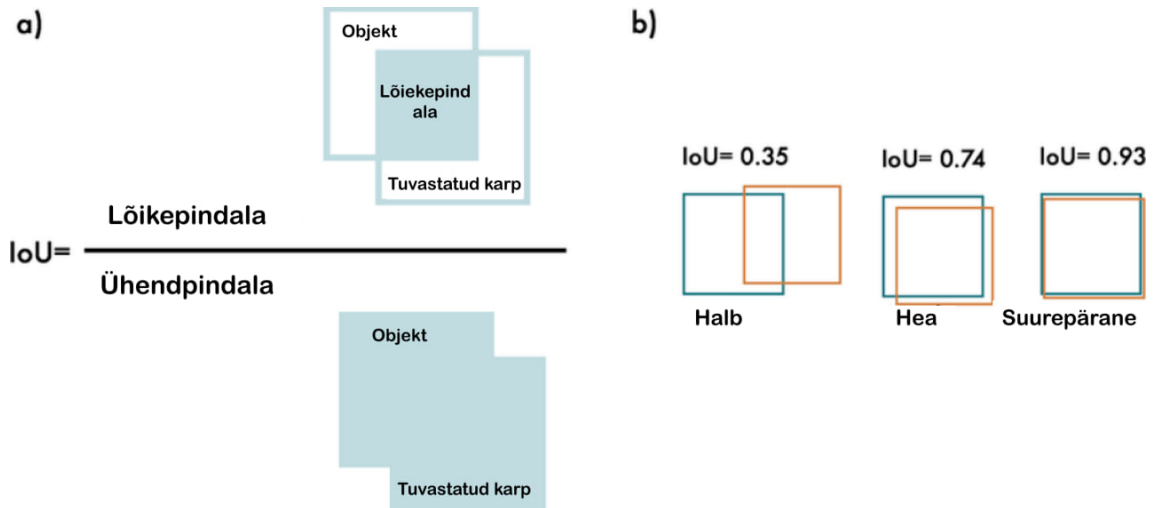 a)
Objekt
Lõiekepind
ala
Tuvastatud karp
Lõikepindala
IoU=
Ühendpindala
Objekt
Tuvastatud karp
b)
IoU= 0.35
IoU= 0.74
IoU= 0.93
Halb
Hea
Suurepärane